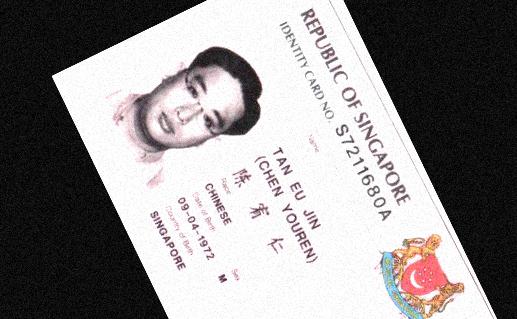 REPUBLIC OF SINGAPORE
IDENTITY CARD NO. S7211680A
Name
TAN EU JIN
(CHEN YOUREN)
陈 宥 仁
Race
CHINESE
Date of Birth
Sex
09-04-1972
M
Country of Birth
SINGAPORE